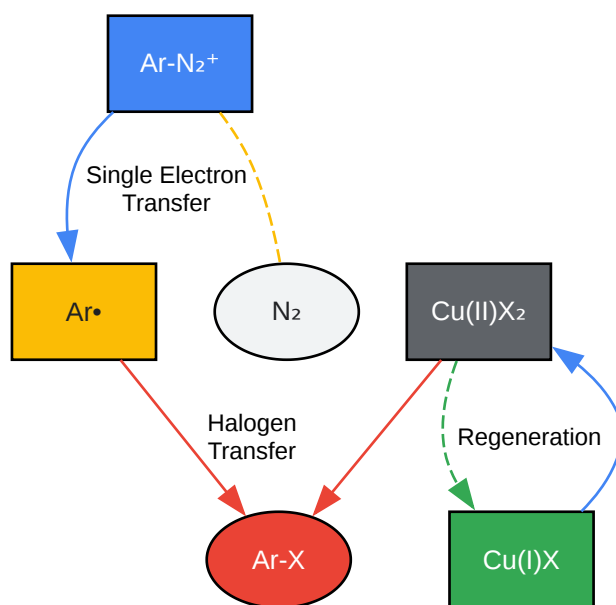 Ar-N₂⁺
Single Electron
Transfer
Ar•
N₂
Cu(II)X₂
Halogen
Transfer
Regeneration
Ar-X
Cu(I)X